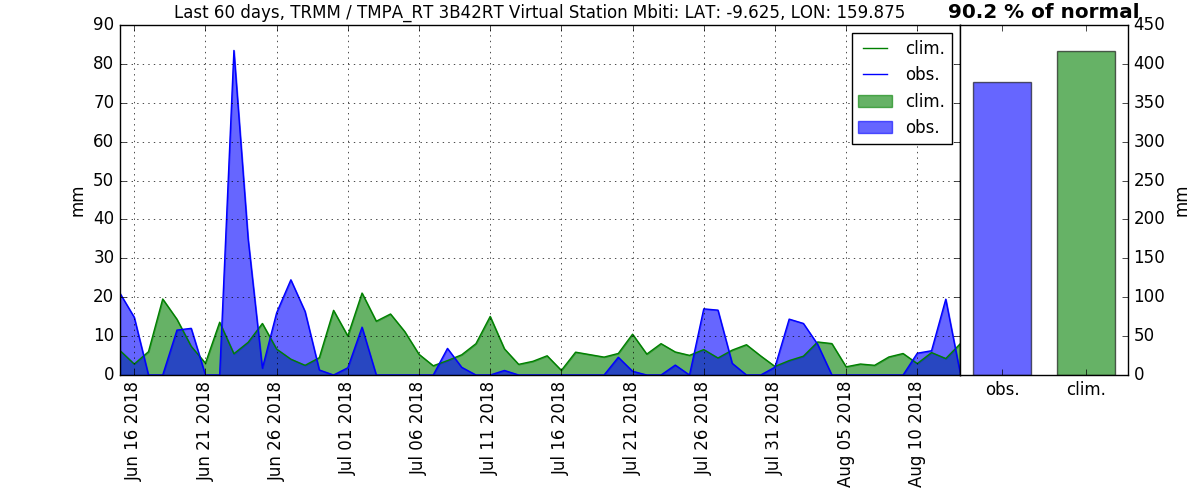 Last 60 days, TRMM / TMPA_RT 3B42RT Virtual Station Mbiti: LAT: -9.625, LON: 159.875
90.2 % of normal
90
80
70
60
50
40
30
20
10
0
mm
clim.
obs.
clim.
obs.
Jun 16 2018
Jun 21 2018
Jun 26 2018
Jul 01 2018
Jul 06 2018
Jul 11 2018
Jul 16 2018
Jul 21 2018
Jul 26 2018
Jul 31 2018
Aug 05 2018
Aug 10 2018
450
400
350
300
250
200
150
100
50
0
mm
obs.
clim.